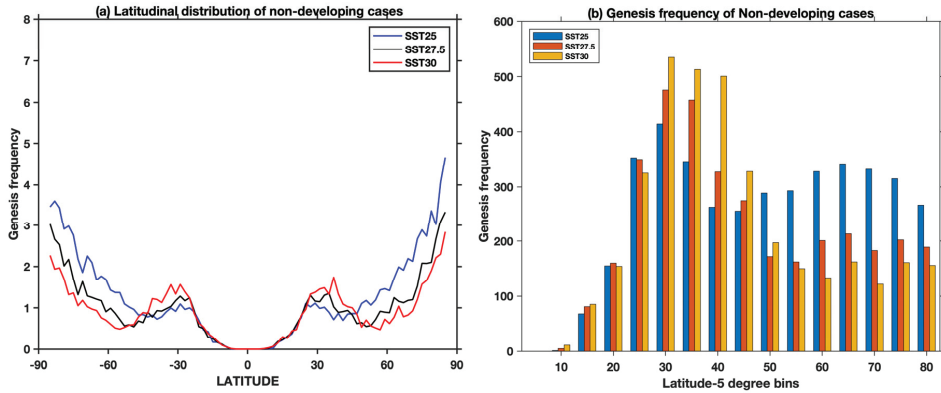 (a) Latitudinal distribution of non-developing cases
8
7
6
5
4
3
2
1
0
Genesis frequency
SST25
SST27.5
SST30
-90
-60
-30
0
30
60
90
LATITUDE
(b) Genesis frequency of Non-developing cases
600
500
400
300
200
100
0
Genesis frequency
SST25
SST27.5
SST30
10
20
30
40
50
60
70
80
Latitude-5 degree bins